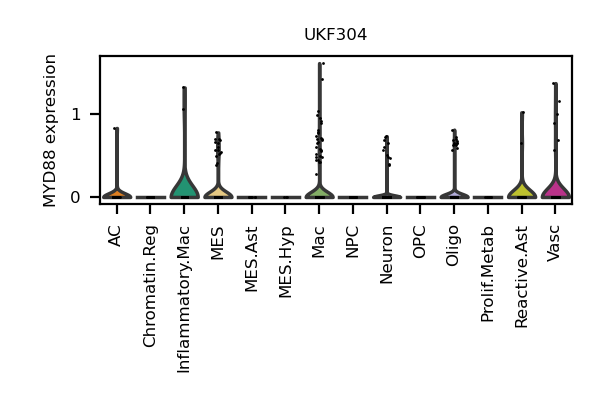 UKF304
MYD88 expression
1
0
AC
Chromatin.Reg
Inflammatory.Mac
MES
MES.Ast
MES.Hyp
Mac
NPC
Neuron
OPC
Oligo
Prolif.Metab
Reactive.Ast
Vasc